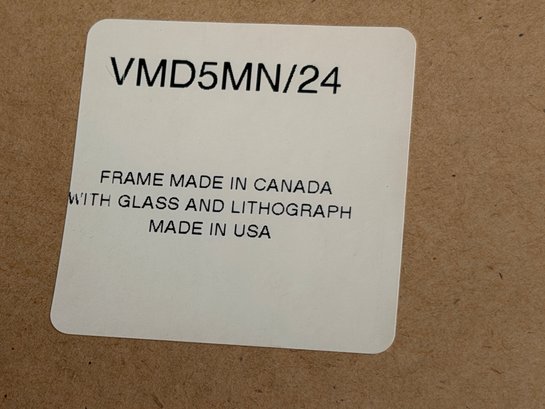 VMD5MN/24
FRAME MADE IN CANADA
WITH GLASS AND LITHOGRAPH
MADE IN USA